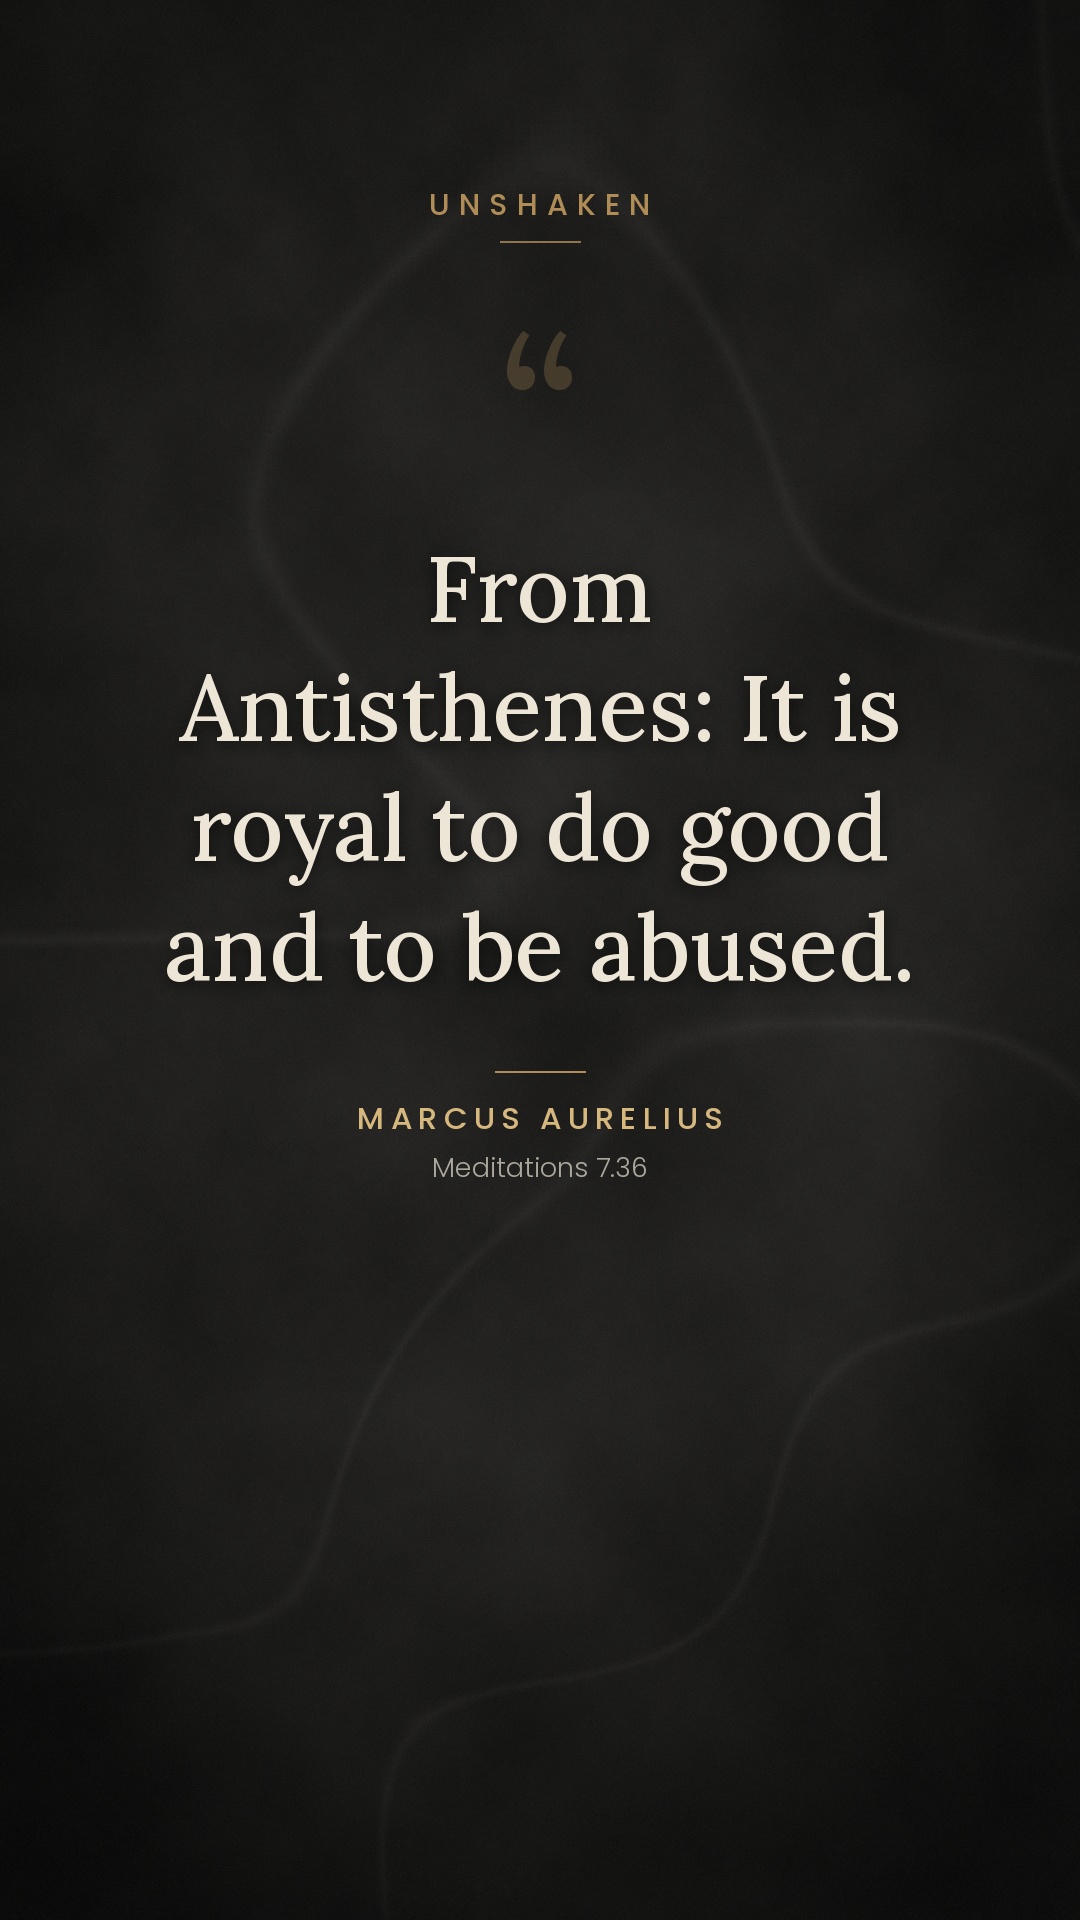 UNSHAKEN
“
From
Antisthenes: It is
royal to do good
and to be abused.
MARCUS AURELIUS
Meditations 7.36